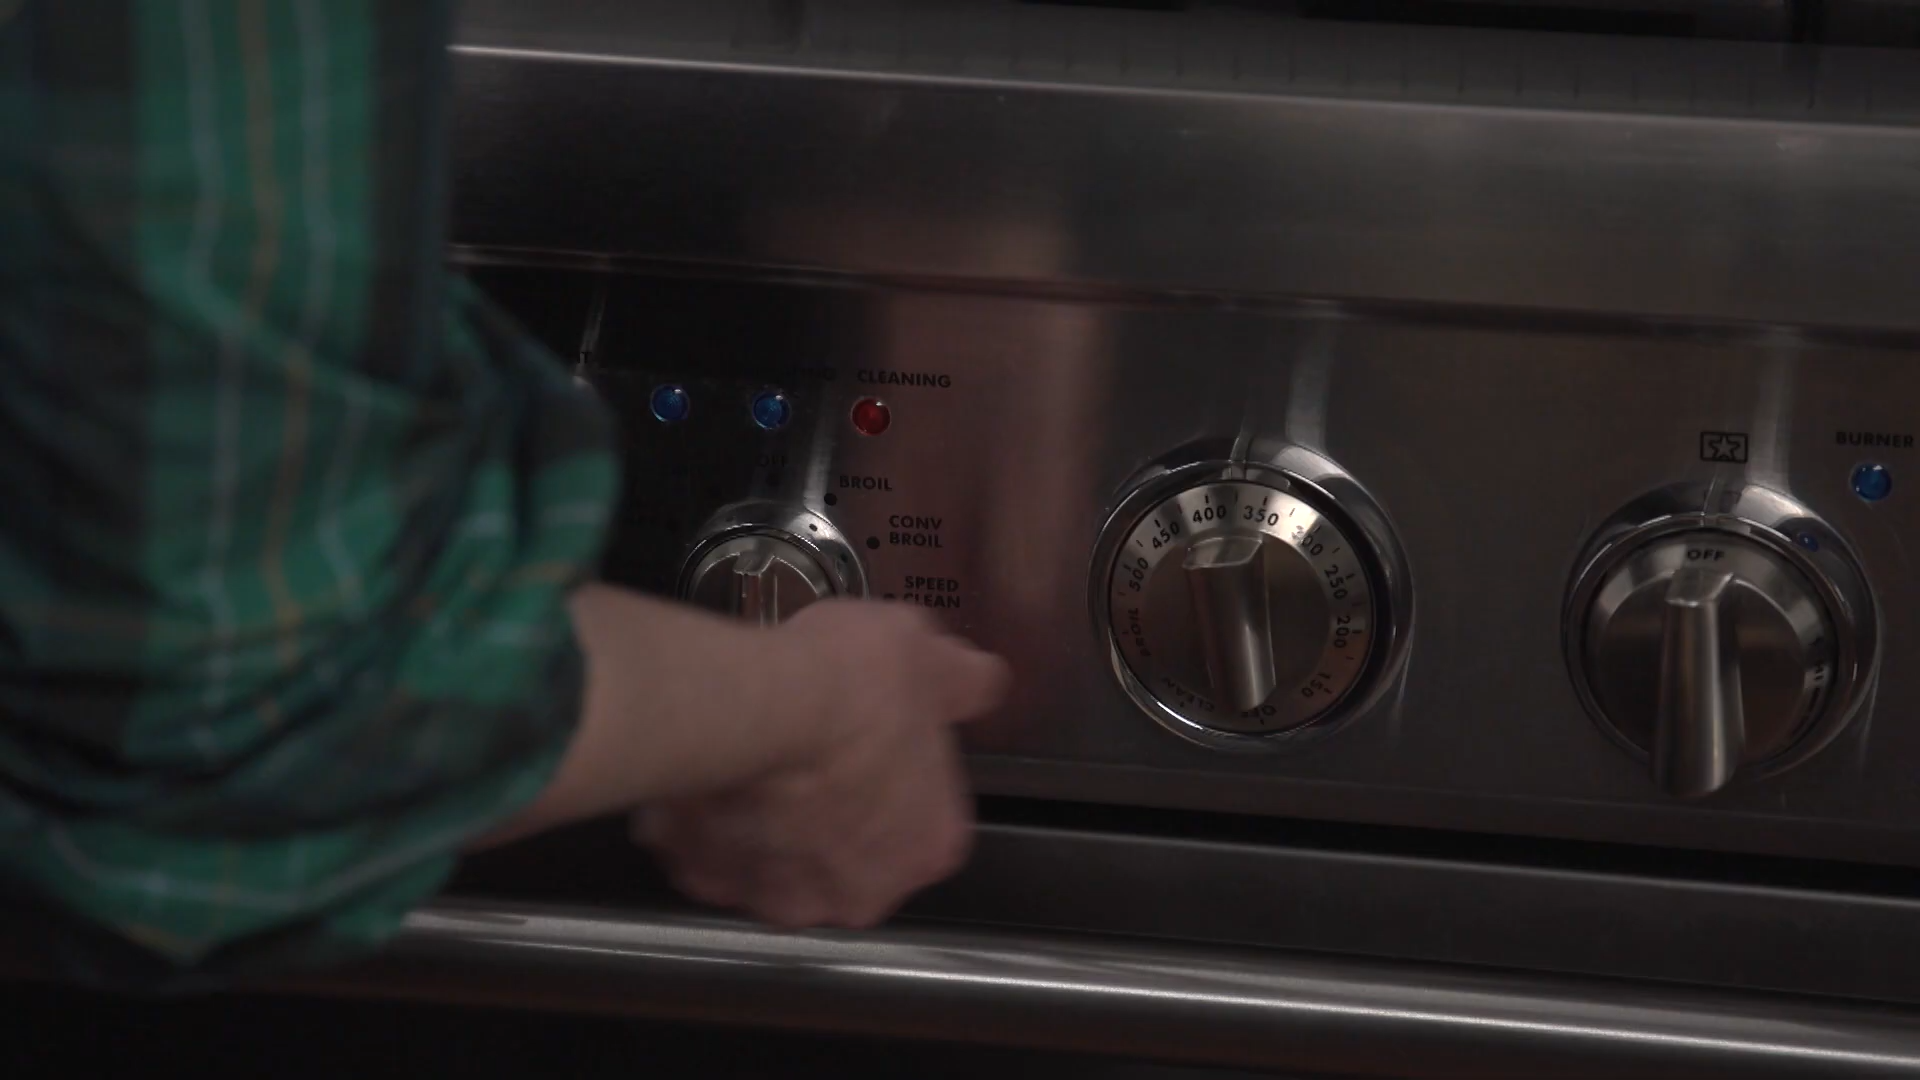 CLEANING
OFF
BROIL
CONV
BROIL
SPEED
CLEAN
400
350
300
250
200
150
OFF
CLEAN
BROIL
500
450
OFF
BURNER